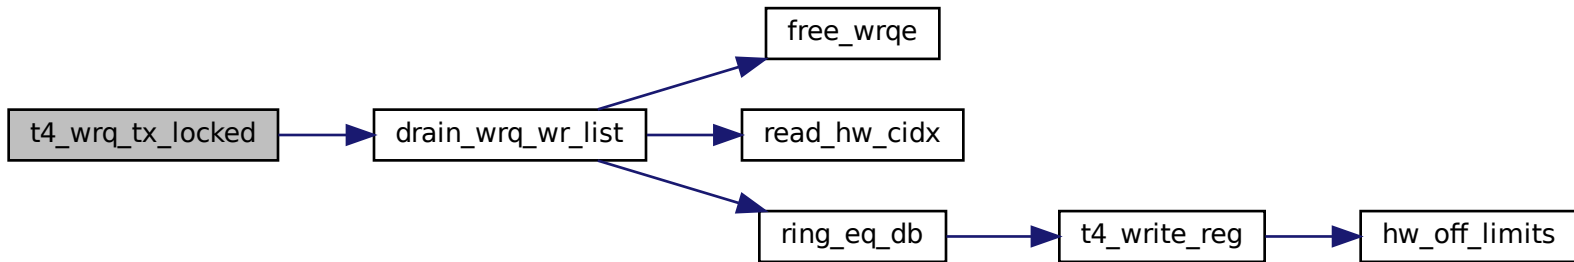 free_wrqe
t4_wrq_tx_locked
drain_wrq_wr_list
read_hw_cidx
ring_eq_db
t4_write_reg
hw_off_limits